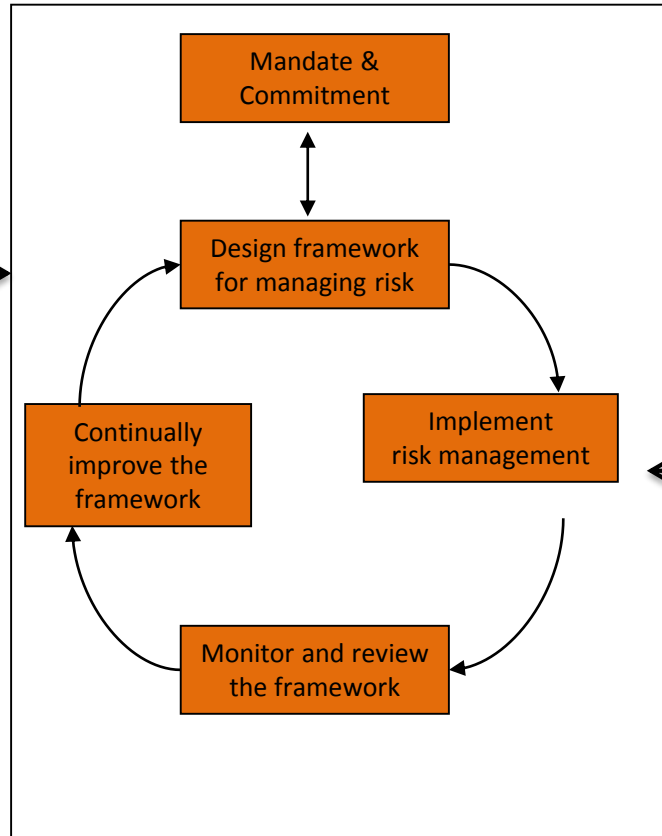 Mandate &
Commitment
Design framework
for managing risk
Implement
risk management
Continually
improve the
framework
Monitor and review
the framework